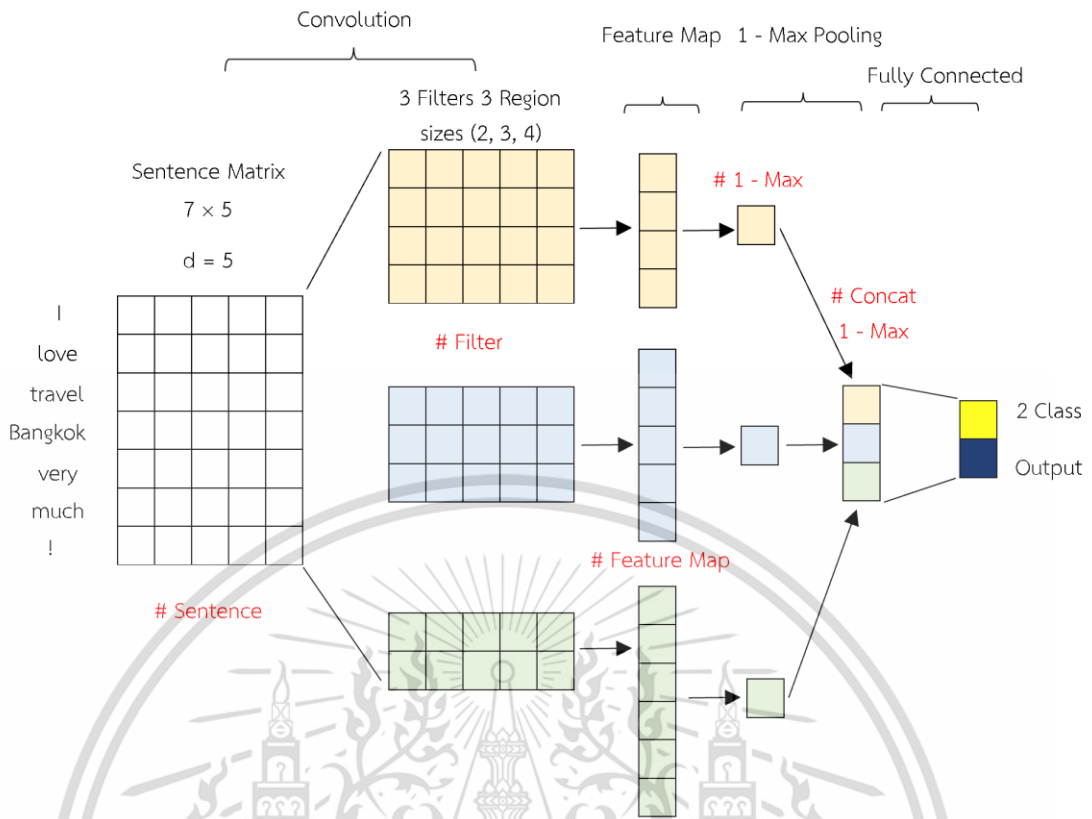 Convolution
Feature Map 1 - Max Pooling
Fully Connected
3 Filters 3 Region
sizes (2, 3, 4)
Sentence Matrix
7 × 5
d = 5
# 1 - Max
I
love
travel
Bangkok
very
much
!
# Filter
# Concat
1 - Max
2 Class
Output
# Feature Map
# Sentence